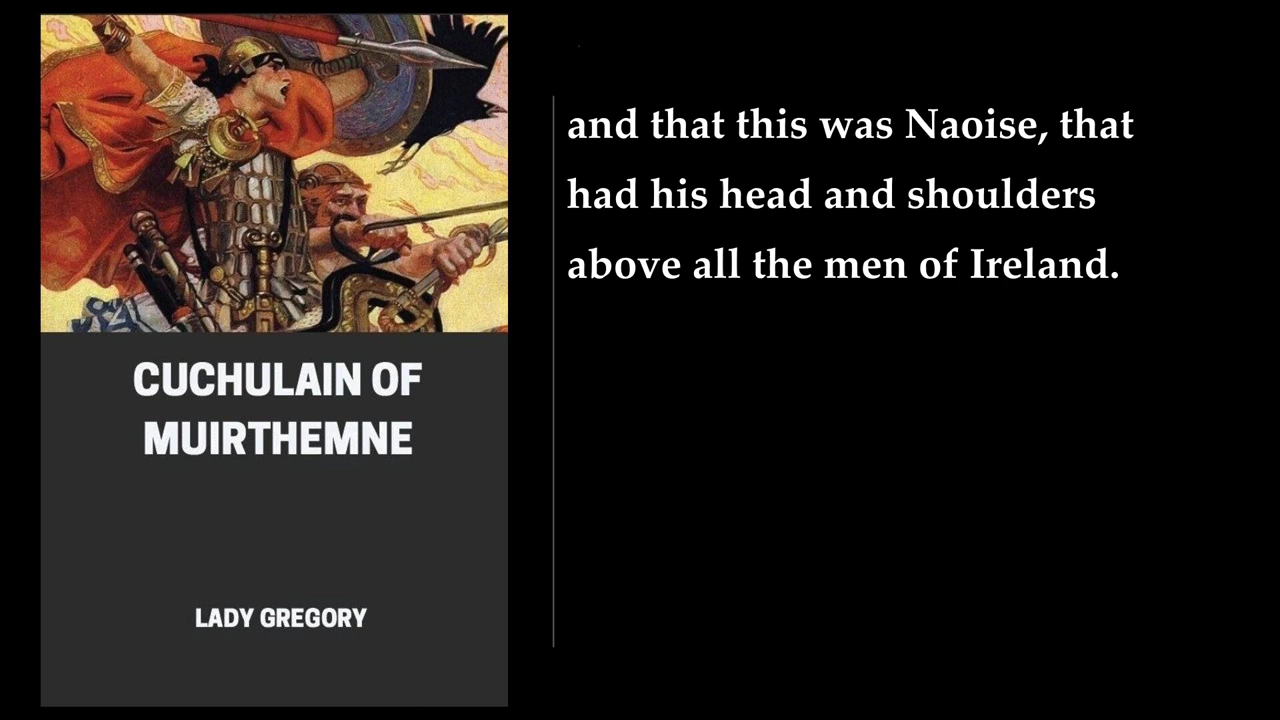 CUCHULAIN OF
MUIRTHEMNE
LADY GREGORY
and that this was Naoise, that
had his head and shoulders
above all the men of Ireland.